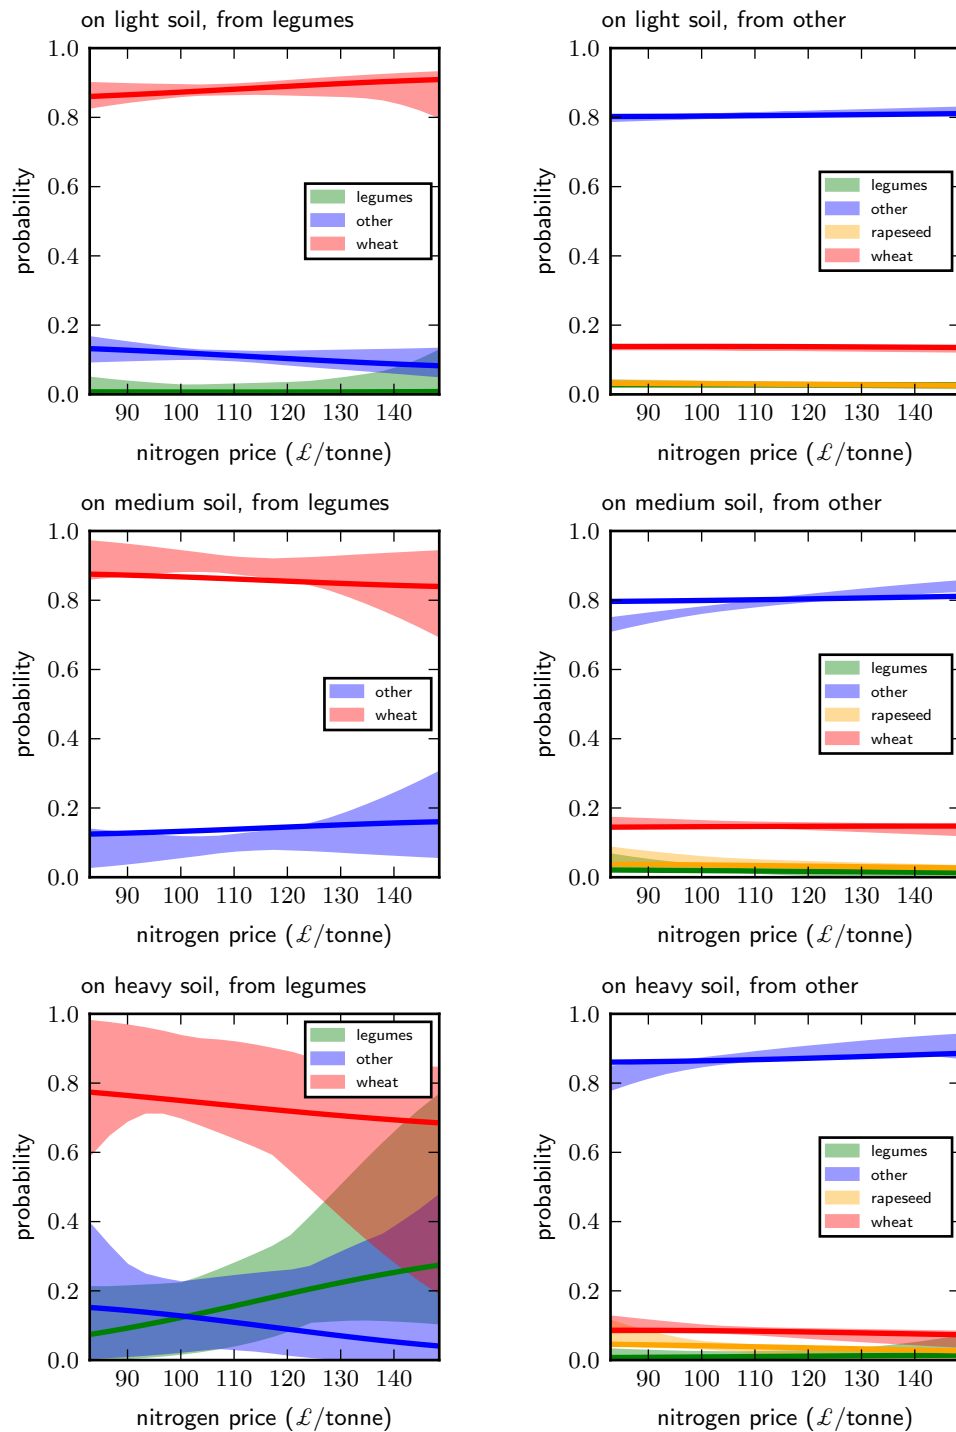 on light soil, from legumes
1.0
0.8
0.6
0.4
0.2
0.0
probability
legumes
other
wheat
90 100 110 120 130 140
nitrogen price (£/tonne)
on light soil, from other
1.0
0.8
0.6
0.4
0.2
0.0
probability
legumes
other
rapeseed
wheat
90 100 110 120 130 140
nitrogen price (£/tonne)
on medium soil, from legumes
1.0
0.8
0.6
0.4
0.2
0.0
probability
other
wheat
90 100 110 120 130 140
nitrogen price (£/tonne)
on medium soil, from other
1.0
0.8
0.6
0.4
0.2
0.0
probability
legumes
other
rapeseed
wheat
90 100 110 120 130 140
nitrogen price (£/tonne)
on heavy soil, from legumes
1.0
0.8
0.6
0.4
0.2
0.0
probability
legumes
other
wheat
90 100 110 120 130 140
nitrogen price (£/tonne)
on heavy soil, from other
1.0
0.8
0.6
0.4
0.2
0.0
probability
legumes
other
rapeseed
wheat
90 100 110 120 130 140
nitrogen price (£/tonne)